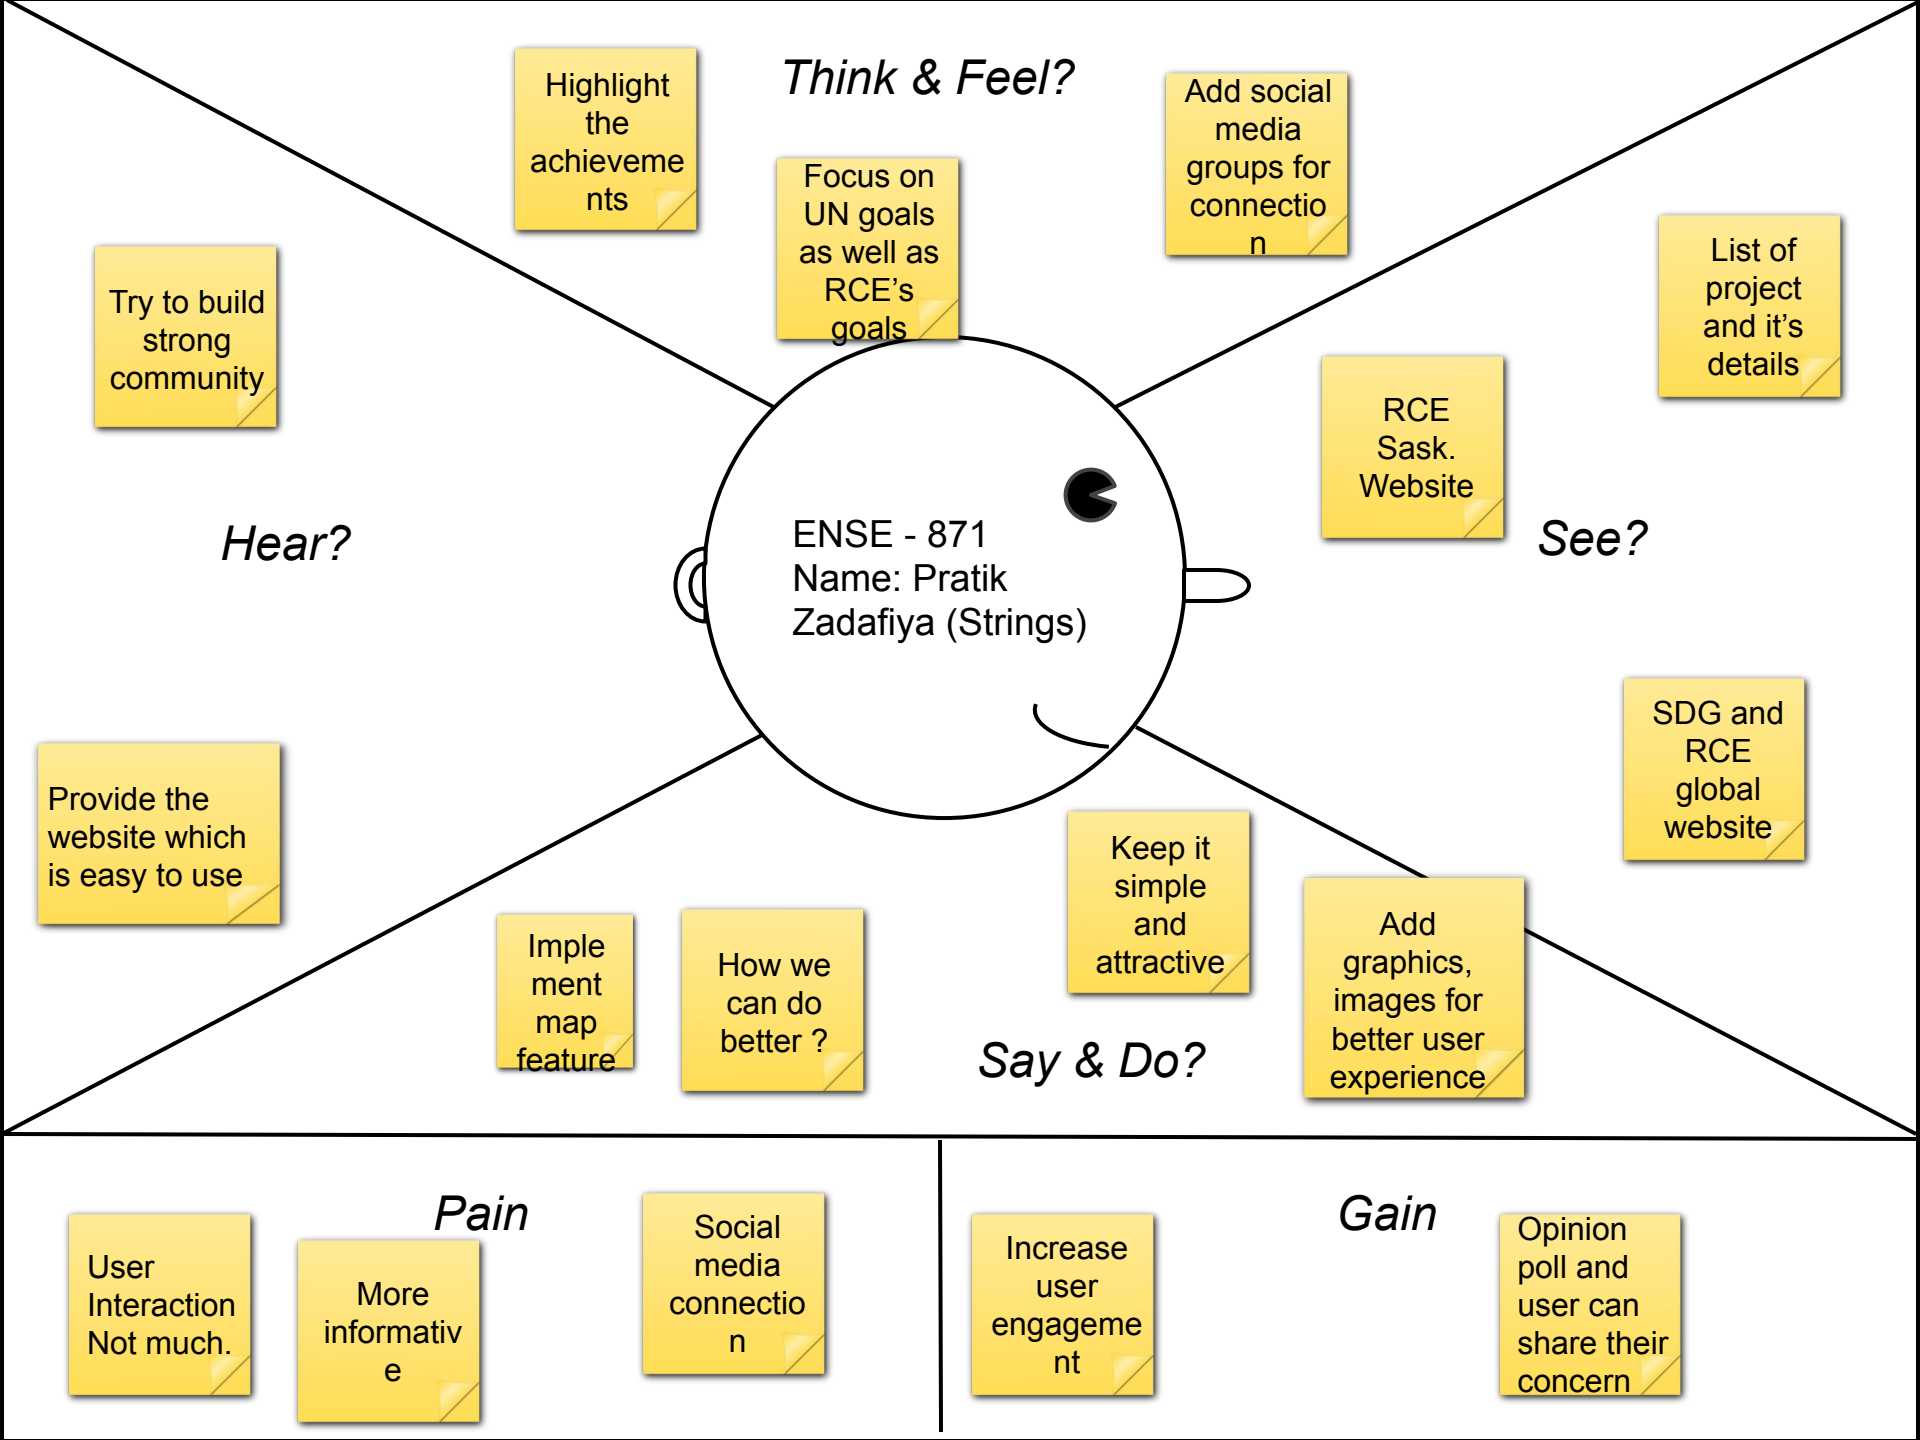 Think & Feel?
Highlight
the
achieveme
nts
Focus on
UN goals
as well as
RCE's
goals
Add social
media
groups for
connectio
n
Try to build
strong
community
Hear?
Provide the
website which
is easy to use
ENSE - 871
Name: Pratik
Zadafiya (Strings)
List of
project
and it's
details
RCE
Sask.
Website
See?
SDG and
RCE
global
website
Imple
ment
map
feature
How we
can do
better ?
Keep it
simple
and
attractive
Say & Do?
Add
graphics,
images for
better user
experience
Pain
User
Interaction
Not much.
More
informativ
e
Social
media
connectio
n
Gain
Increase
user
engageme
nt
Opinion
poll and
user can
share their
concern